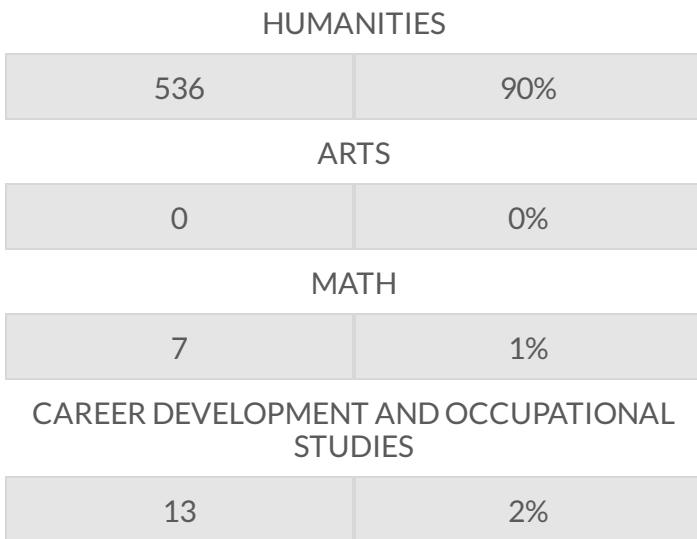 HUMANITIES
536 90%
ARTS
0 0%
MATH
7 1%
CAREER DEVELOPMENT AND OCCUPATIONAL
STUDIES
13 2%